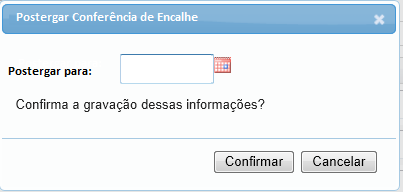 Postergar Conferência de Encalhe
Postergar para:
Confirma a gravação dessas informações?
Confirmar Cancelar